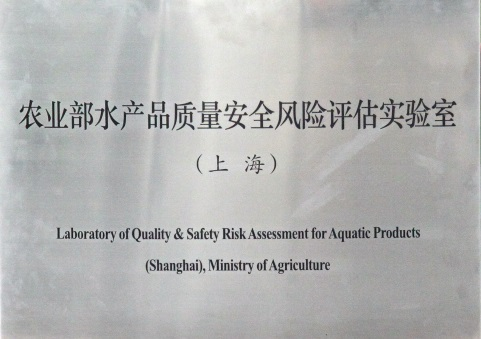 农业部水产品质量安全风险评估实验室
（上 海）
Laboratory of Quality & Safety Risk Assessment for Aquatic Products
(Shanghai), Ministry of Agriculture